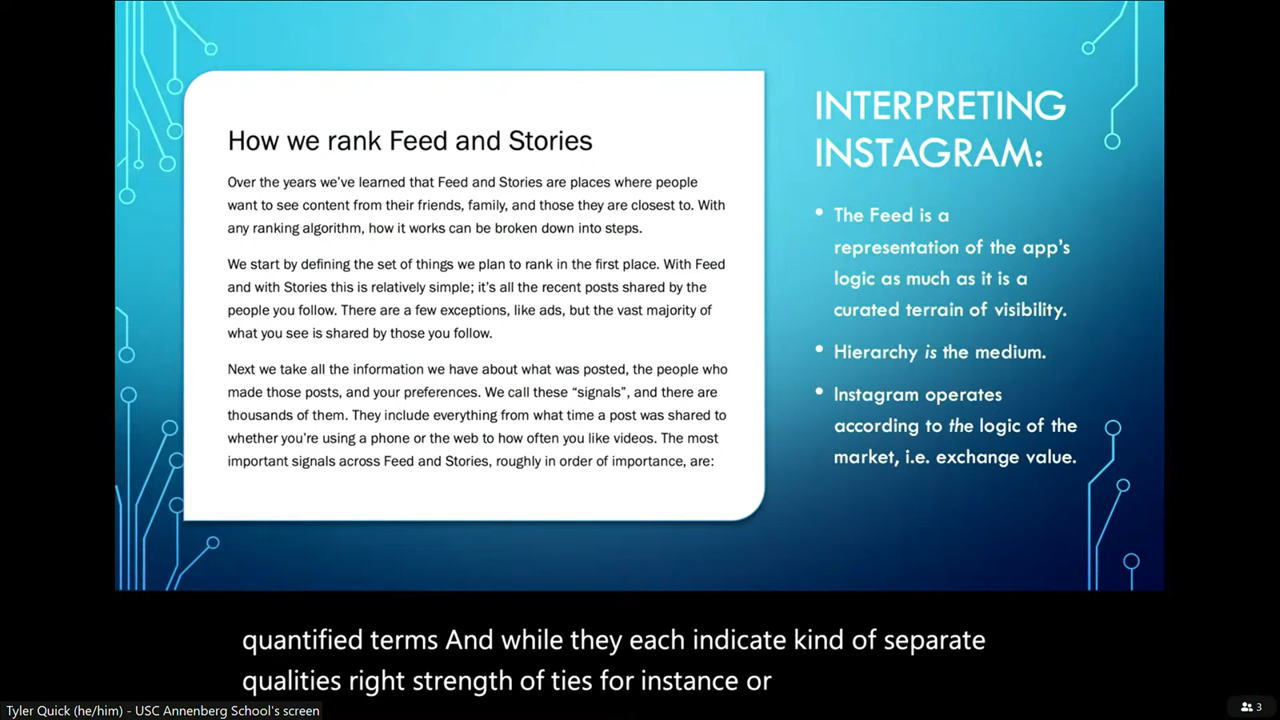 How we rank Feed and Stories
Over the years we’ve learned that Feed and Stories are places where people
want to see content from their friends, family, and those they are closest to. With
any ranking algorithm, how it works can be broken down into steps.
We start by defining the set of things we plan to rank in the first place. With Feed
and with Stories this is relatively simple; it’s all the recent posts shared by the
people you follow. There are a few exceptions, like ads, but the vast majority of
what you see is shared by those you follow.
Next we take all the information we have about what was posted, the people who
made those posts, and your preferences. We call these “signals”, and there are
thousands of them. They include everything from what time a post was shared to
whether you’re using a phone or the web to how often you like videos. The most
important signals across Feed and Stories, roughly in order of importance, are:
INTERPRETING
INSTAGRAM:
• The Feed is a
representation of the app’s
logic as much as it is a
curated terrain of visibility.
• Hierarchy is the medium.
• Instagram operates
according to the logic of the
market, i.e. exchange value.
quantified terms And while they each indicate kind of separate
qualities right strength of ties for instance or
Tyler Quick (he/him) - USC Annenberg School's screen
3